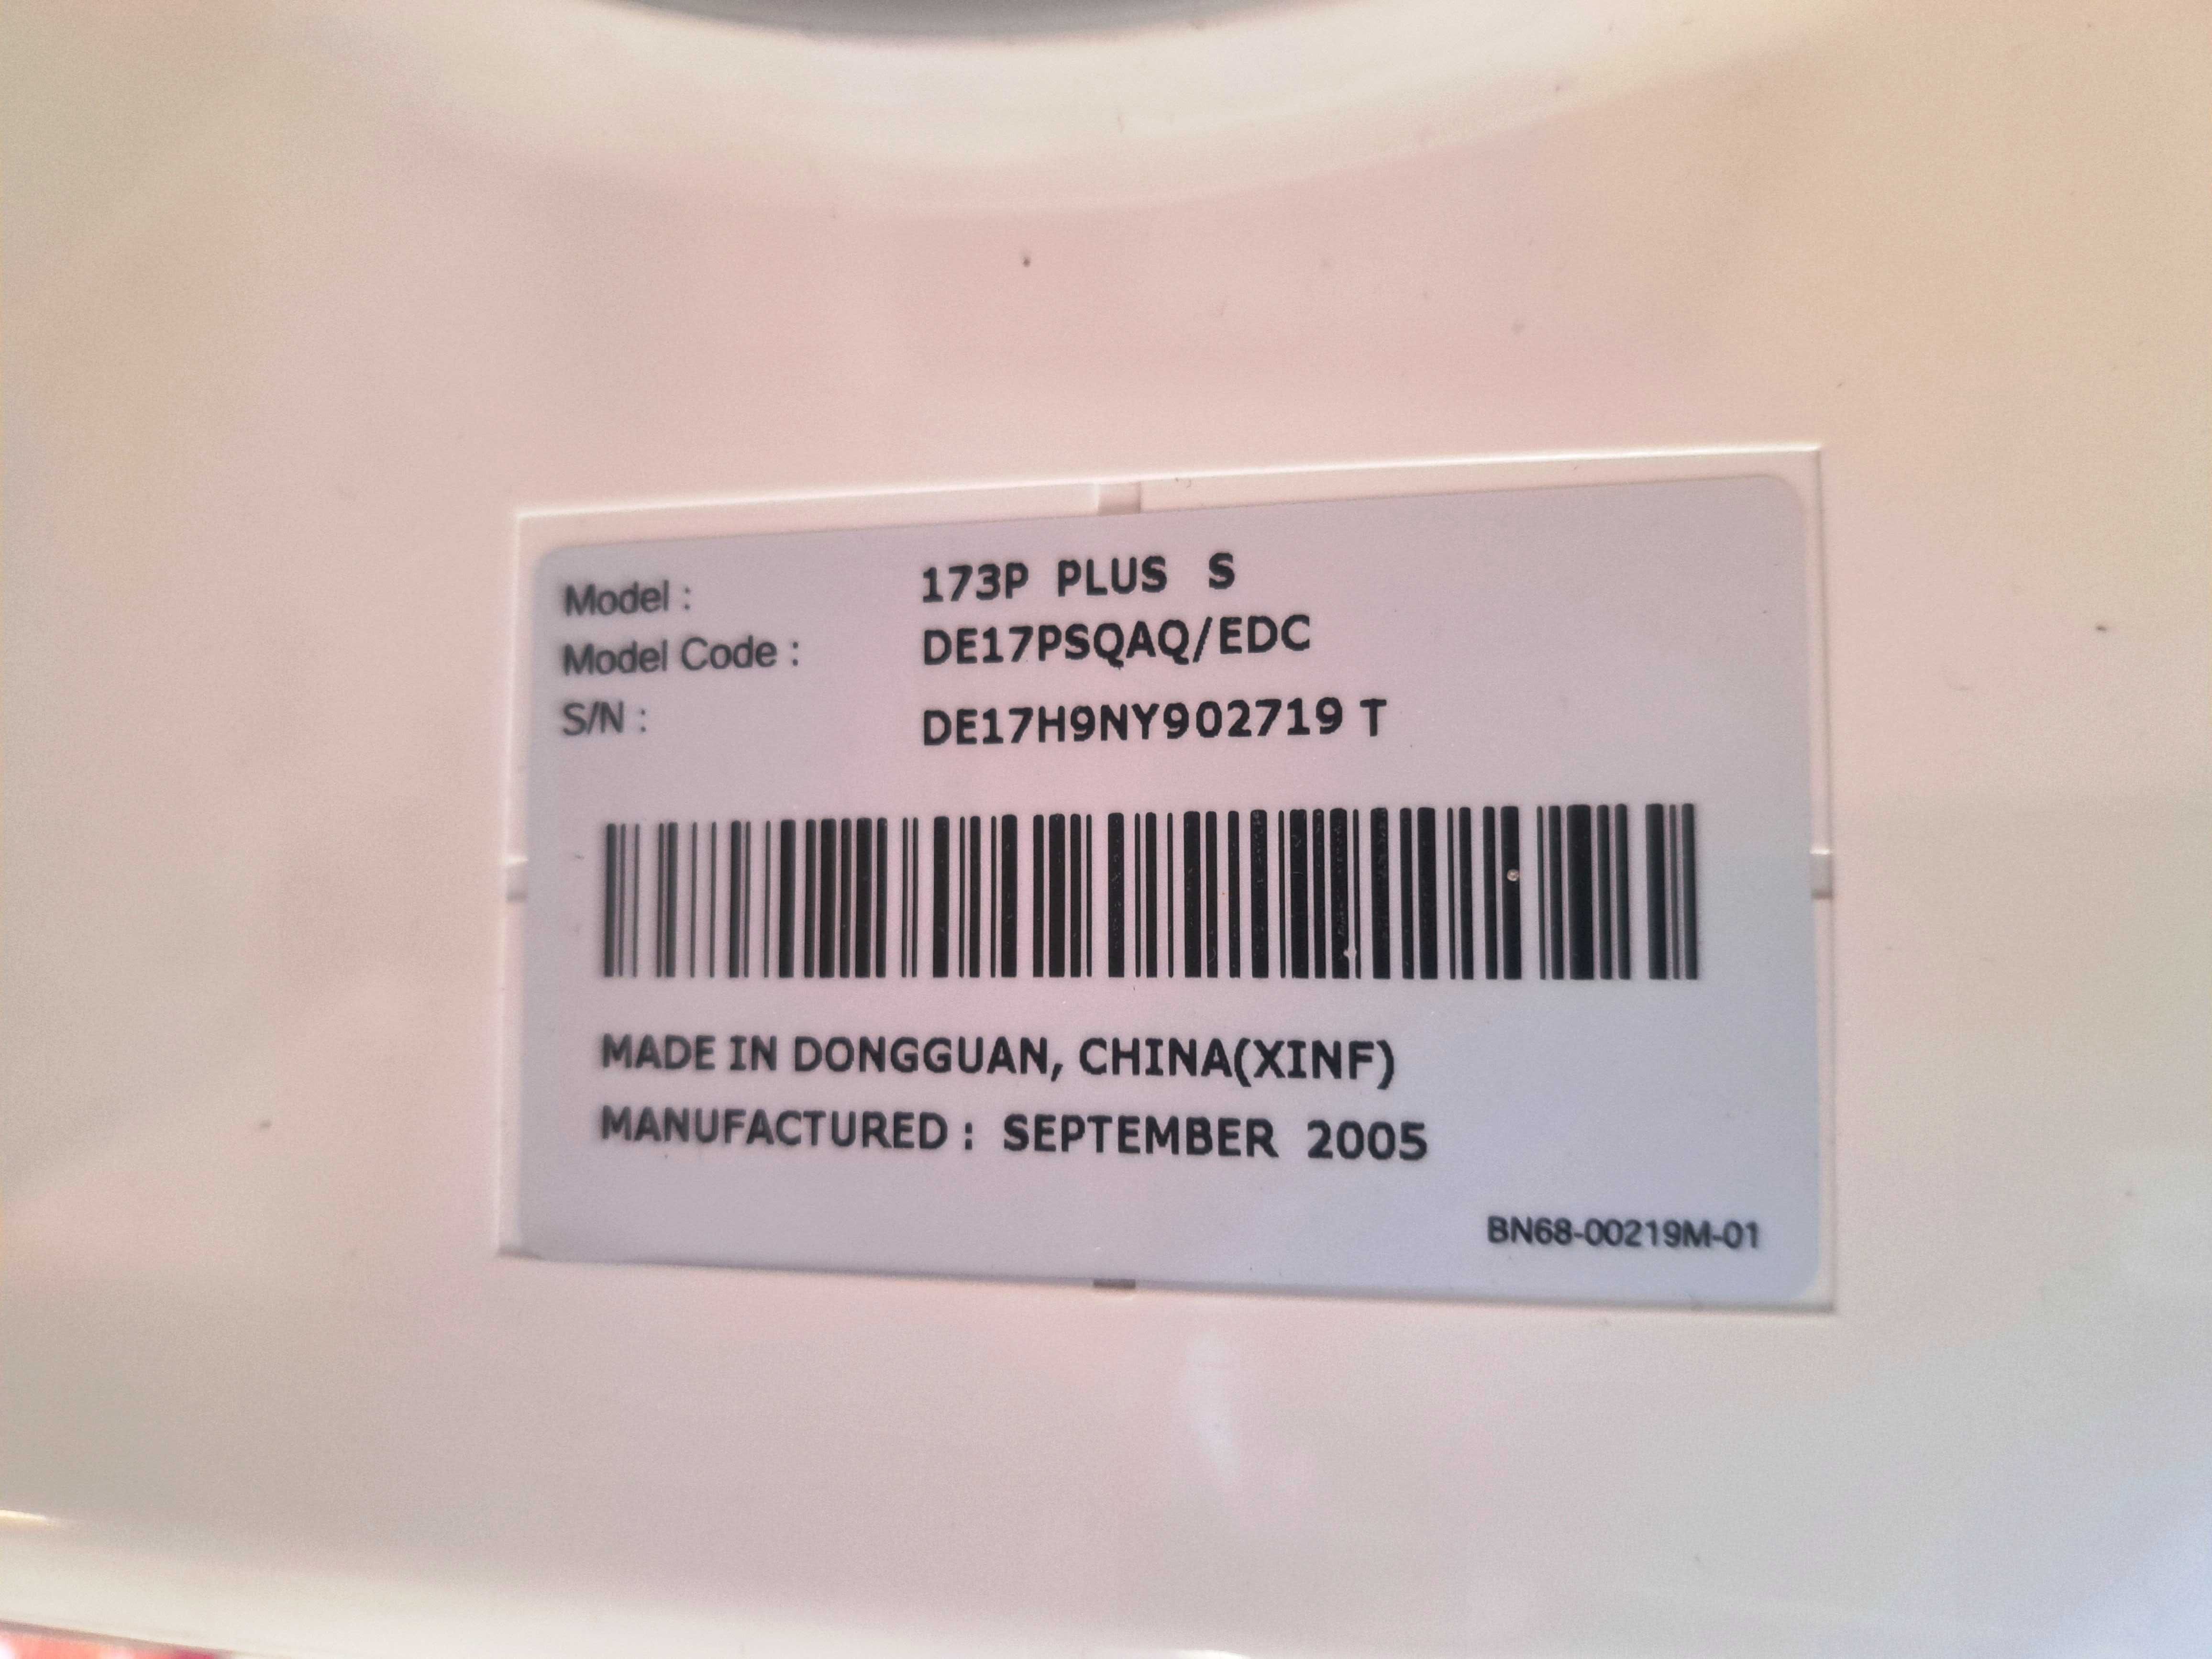 Model : 173P PLUS S
Model Code : DE17PSQAQ/EDC
S/N : DE17H9NY902719 T
MADE IN DONGGUAN, CHINA(XINF)
MANUFACTURED : SEPTEMBER 2005
BN68-00219M-01